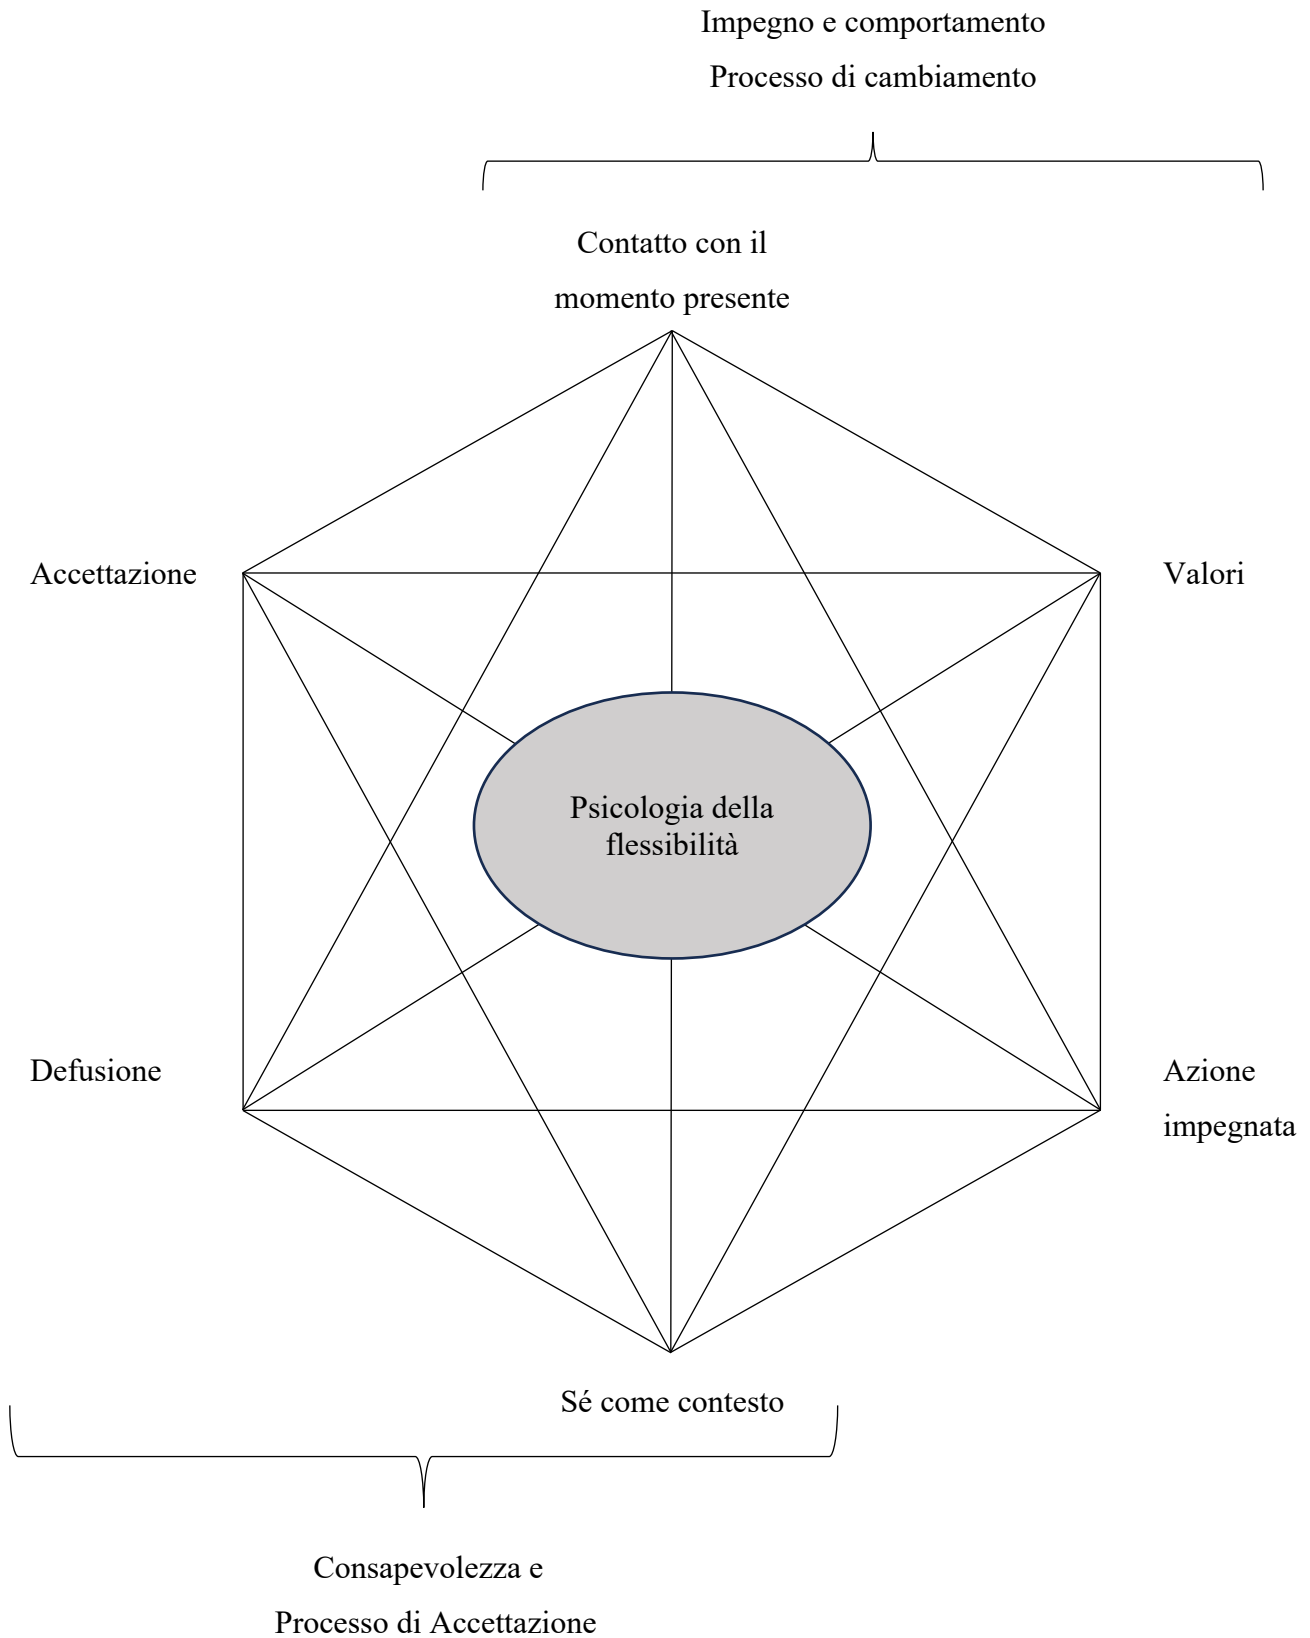 Impegno e comportamento
Processo di cambiamento
Contatto con il
momento presente
Accettazione
Valori
Psicologia della
flessibilità
Defusione
Azione
impegnata
Sé come contesto
Consapevolezza e
Processo di Accettazione